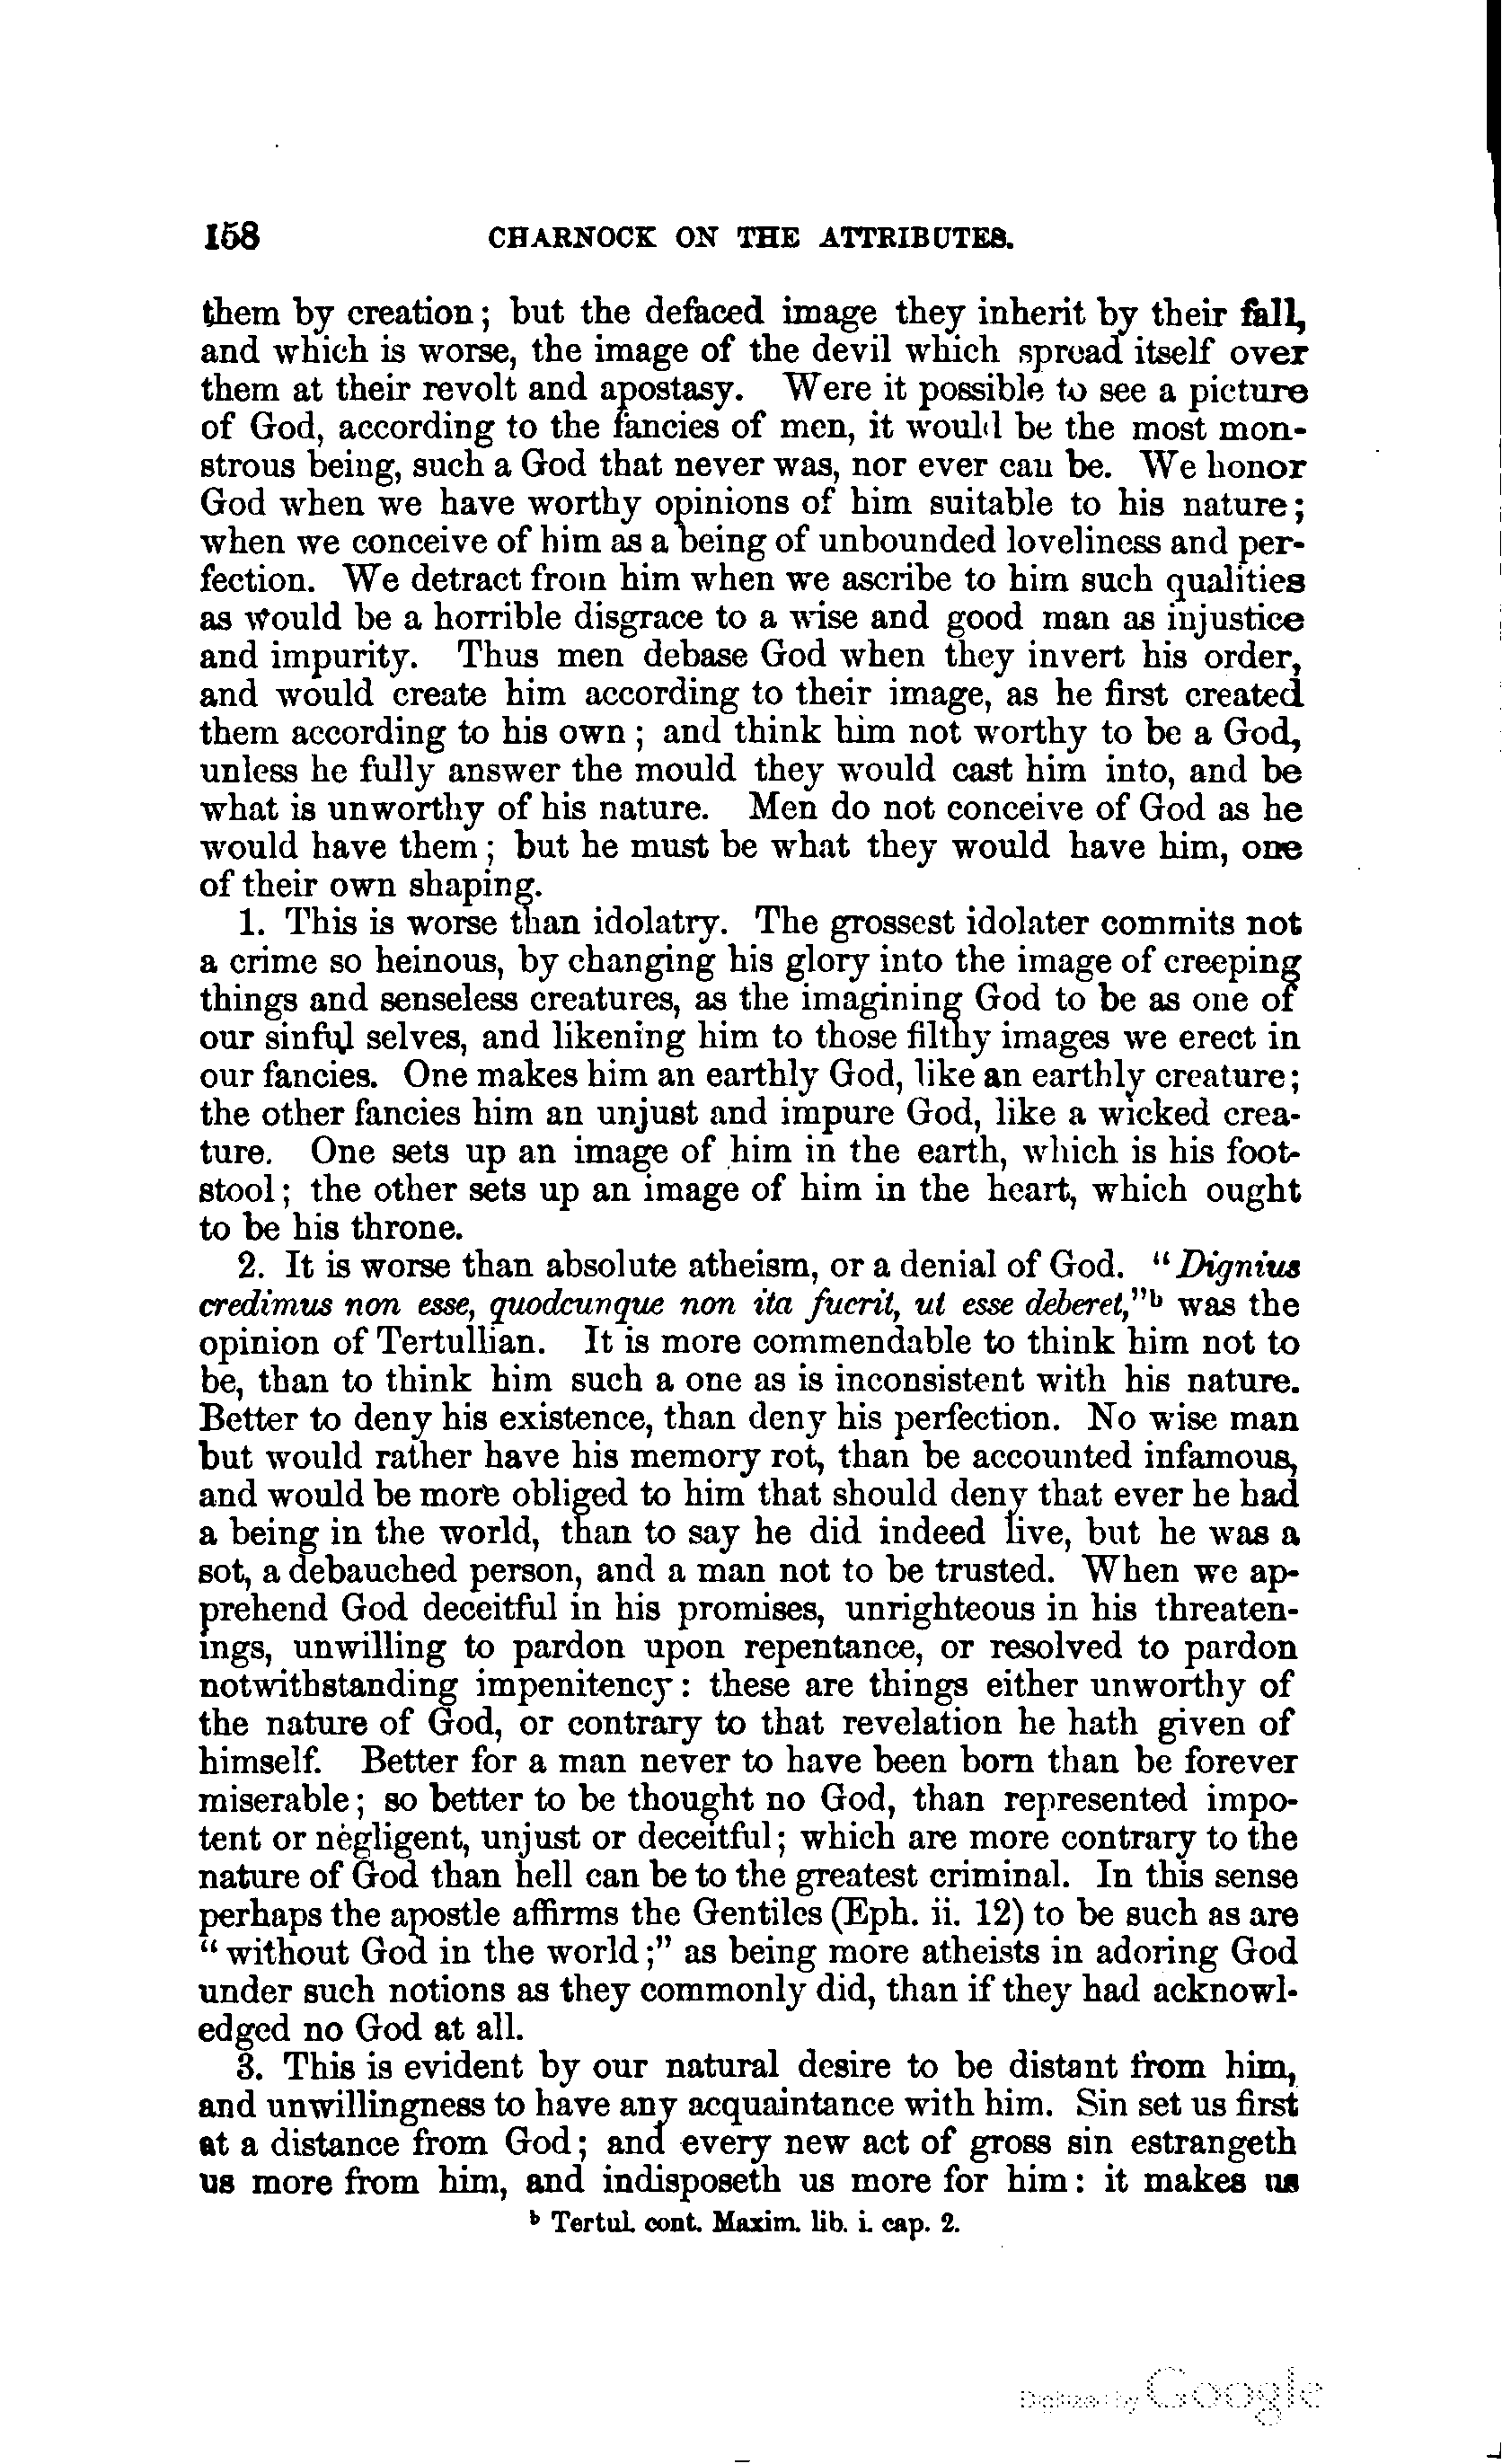 158 CHARNOCK ON THE ATTRIBUTES.
them by creation; but the defaced image they inherit by their fall,
and which is worse, the image of the devil which spread itself over
them at their revolt and apostasy. Were it possible to see a picture
of God, according to the fancies of men, it would be the most mon-
strous being, such a God that never was, nor ever can be. We honor
God when we have worthy opinions of him suitable to his nature;
when we conceive of him as a being of unbounded loveliness and per-
fection. We detract from him when we ascribe to him such qualities
as would be a horrible disgrace to a wise and good man as injustice
and impurity. Thus men debase God when they invert his order,
and would create him according to their image, as he first created
them according to his own; and think him not worthy to be a God,
unless he fully answer the mould they would cast him into, and be
what is unworthy of his nature. Men do not conceive of God as he
would have them; but he must be what they would have him, one
of their own shaping.
1. This is worse than idolatry. The grossest idolater commits not
a crime so heinous, by changing his glory into the image of creeping
things and senseless creatures, as the imagining God to be as one of
our sinful selves, and likening him to those filthy images we erect in
our fancies. One makes him an earthly God, like an earthly creature;
the other fancies him an unjust and impure God, like a wicked crea-
ture. One sets up an image of him in the earth, which is his foot-
stool; the other sets up an image of him in the heart, which ought
to be his throne.
2. It is worse than absolute atheism, or a denial of God. "Dignius
credimus non esse, quodcunque non ita fuerit, ut esse deberet,"b was the
opinion of Tertullian. It is more commendable to think him not to
be, than to think him such a one as is inconsistent with his nature.
Better to deny his existence, than deny his perfection. No wise man
but would rather have his memory rot, than be accounted infamous,
and would be more obliged to him that should deny that ever he had
a being in the world, than to say he did indeed live, but he was a
sot, a debauched person, and a man not to be trusted. When we ap-
prehend God deceitful in his promises, unrighteous in his threaten-
ings, unwilling to pardon upon repentance, or resolved to pardon
notwithstanding impenitency: these are things either unworthy of
the nature of God, or contrary to that revelation he hath given of
himself. Better for a man never to have been born than be forever
miserable; so better to be thought no God, than represented impo-
tent or negligent, unjust or deceitful; which are more contrary to the
nature of God than hell can be to the greatest criminal. In this sense
perhaps the apostle affirms the Gentiles (Eph. ii. 12) to be such as are
"without God in the world;" as being more atheists in adoring God
under such notions as they commonly did, than if they had acknowl-
edged no God at all.
3. This is evident by our natural desire to be distant from him,
and unwillingness to have any acquaintance with him. Sin set us first
at a distance from God; and every new act of gross sin estrangeth
us more from him, and indisposeth us more for him: it makes us
b Tertul. cont. Maxim. lib. i. cap. 2.
Digitized by Google